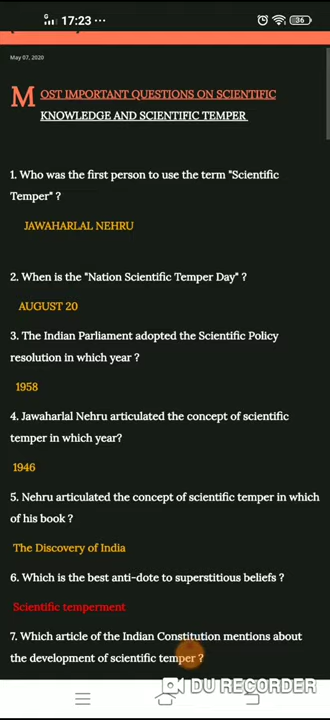 17:23
36
May 07, 2020
MOST IMPORTANT QUESTIONS ON SCIENTIFIC
KNOWLEDGE AND SCIENTIFIC TEMPER
1. Who was the first person to use the term "Scientific
Temper" ?
JAWAHARLAL NEHRU
2. When is the "Nation Scientific Temper Day" ?
AUGUST 20
3. The Indian Parliament adopted the Scientific Policy
resolution in which year ?
1958
4. Jawaharlal Nehru articulated the concept of scientific
temper in which year?
1946
5. Nehru articulated the concept of scientific temper in which
of his book ?
The Discovery of India
6. Which is the best anti-dote to superstitious beliefs ?
Scientific temperment
7. Which article of the Indian Constitution mentions about
the development of scientific temper ?
DU RECORDER